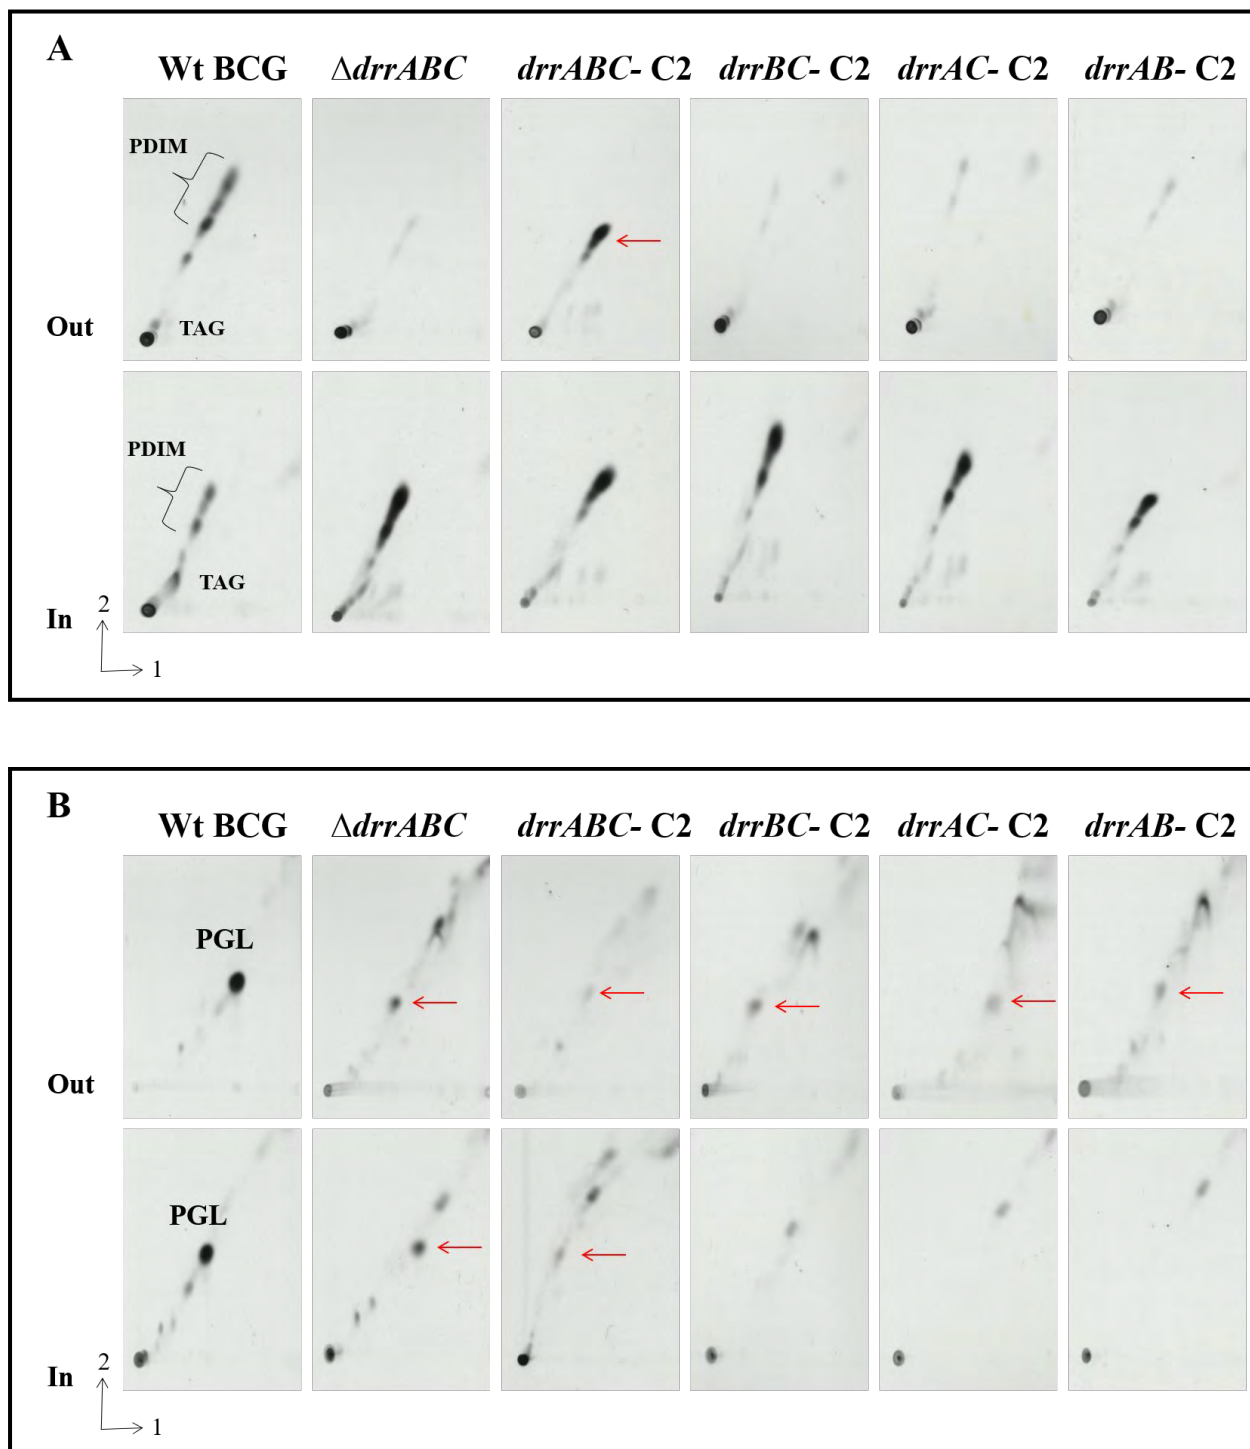 A
Wt BCG ΔdrrABC drrABC- C2 drrBC- C2 drrAC- C2 drrAB- C2
PDIM
TAG
Out
PDIM
TAG
In
2
1
B
Wt BCG ΔdrrABC drrABC- C2 drrBC- C2 drrAC- C2 drrAB- C2
PGL
Out
PGL
In
2
1